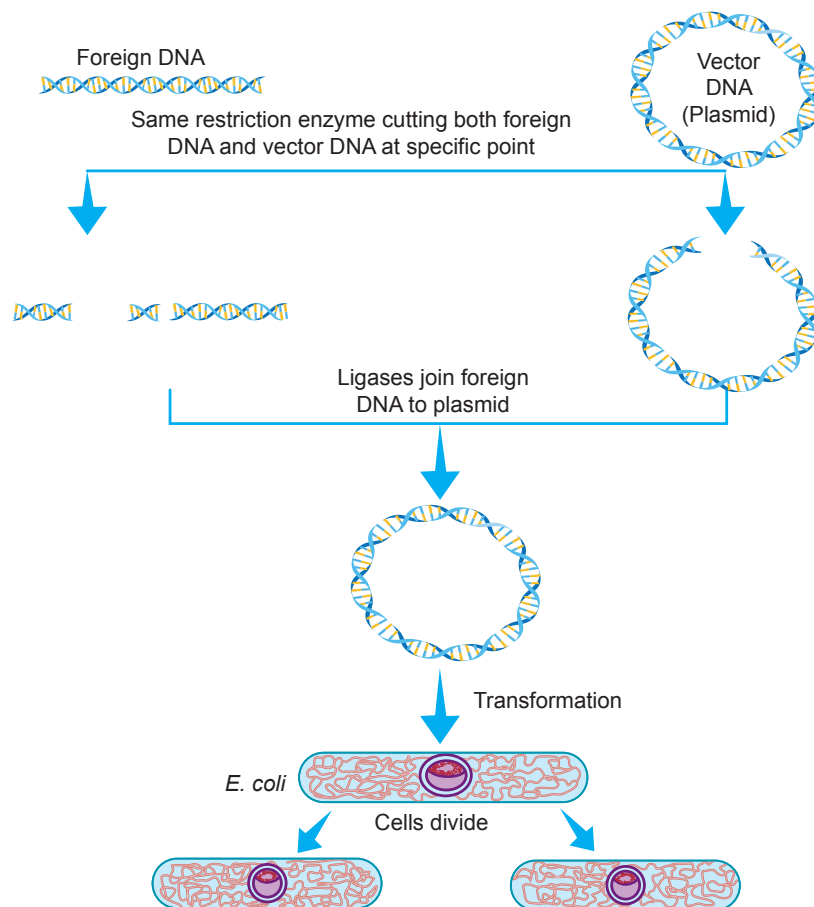 Foreign DNA
Vector
DNA
(Plasmid)
Same restriction enzyme cutting both foreign
DNA and vector DNA at specific point
Ligases join foreign
DNA to plasmid
Transformation
E. coli
Cells divide